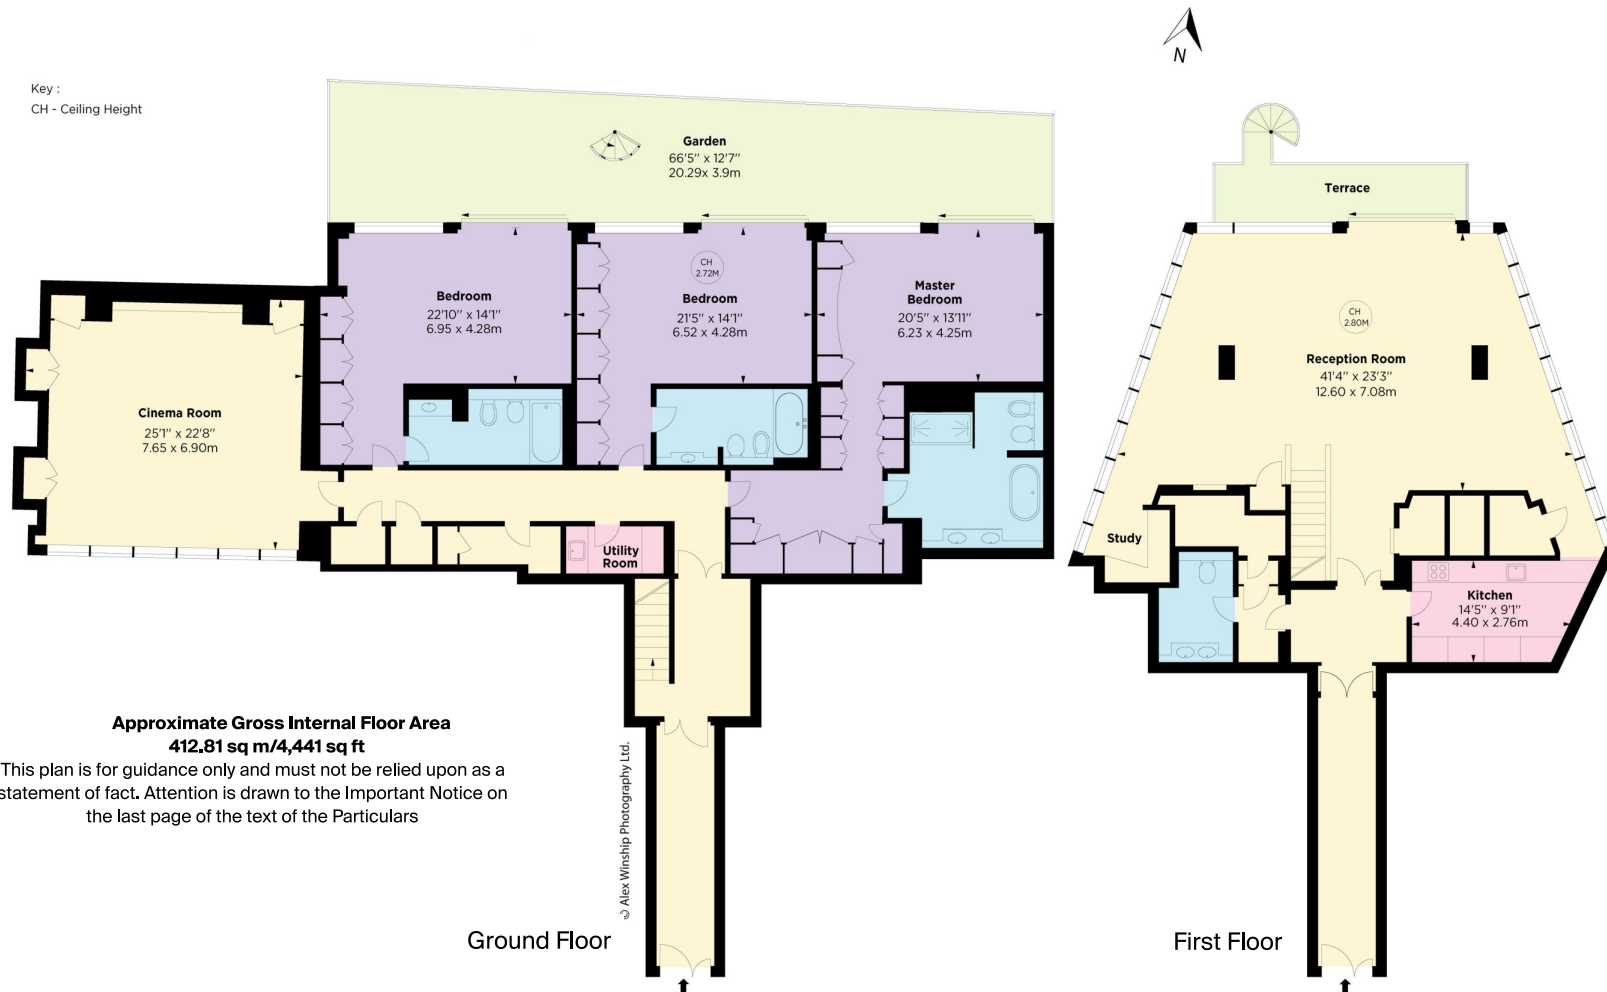 N
Key :
CH - Ceiling Height
Garden
66'5" x 12'7"
20.29x 3.9m
Bedroom
22'10" x 14'1"
6.95 x 4.28m
CH
2.72M
Bedroom
21'5" x 14'1"
6.52 x 4.28m
Master
Bedroom
20'5" x 13'11"
6.23 x 4.25m
Cinema Room
25'1" x 22'8"
7.65 x 6.90m
Utility
Room
Terrace
CH
2.80M
Reception Room
41'4" x 23'3"
12.60 x 7.08m
Study
Kitchen
14'5" x 9'1"
4.40 x 2.76m
Approximate Gross Internal Floor Area
412.81 sq m/4,441 sq ft
This plan is for guidance only and must not be relied upon as a
statement of fact. Attention is drawn to the Important Notice on
the last page of the text of the Particulars
© Alex Winship Photography Ltd.
Ground Floor
First Floor